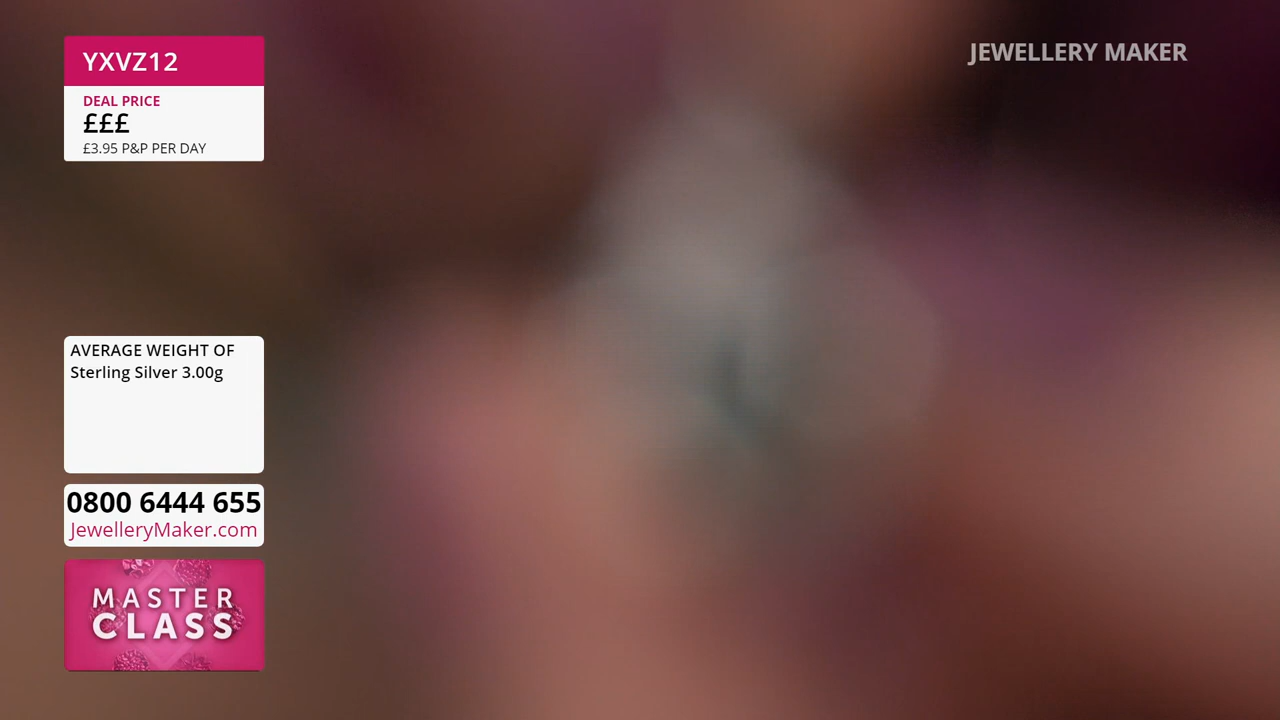 YXVZ12
DEAL PRICE
£££
£3.95 P&P PER DAY
JEWELLERY MAKER
AVERAGE WEIGHT OF
Sterling Silver 3.00g
0800 6444 655
JewelleryMaker.com
MASTER
CLASS